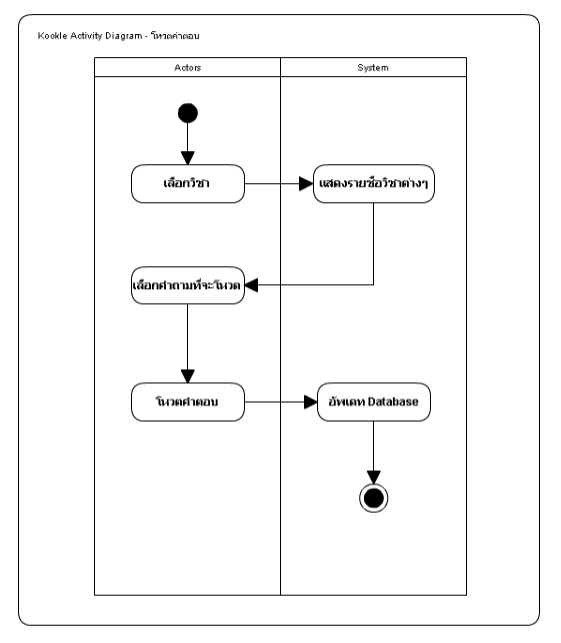 Kookle Activity Diagram - โหวตคำตอบ
Actors
System
เลือกวิชา
แสดงรายชื่อวิชาต่างๆ
เลือกคำถามที่จะโหวต
โหวตคำตอบ
อัพเดท Database